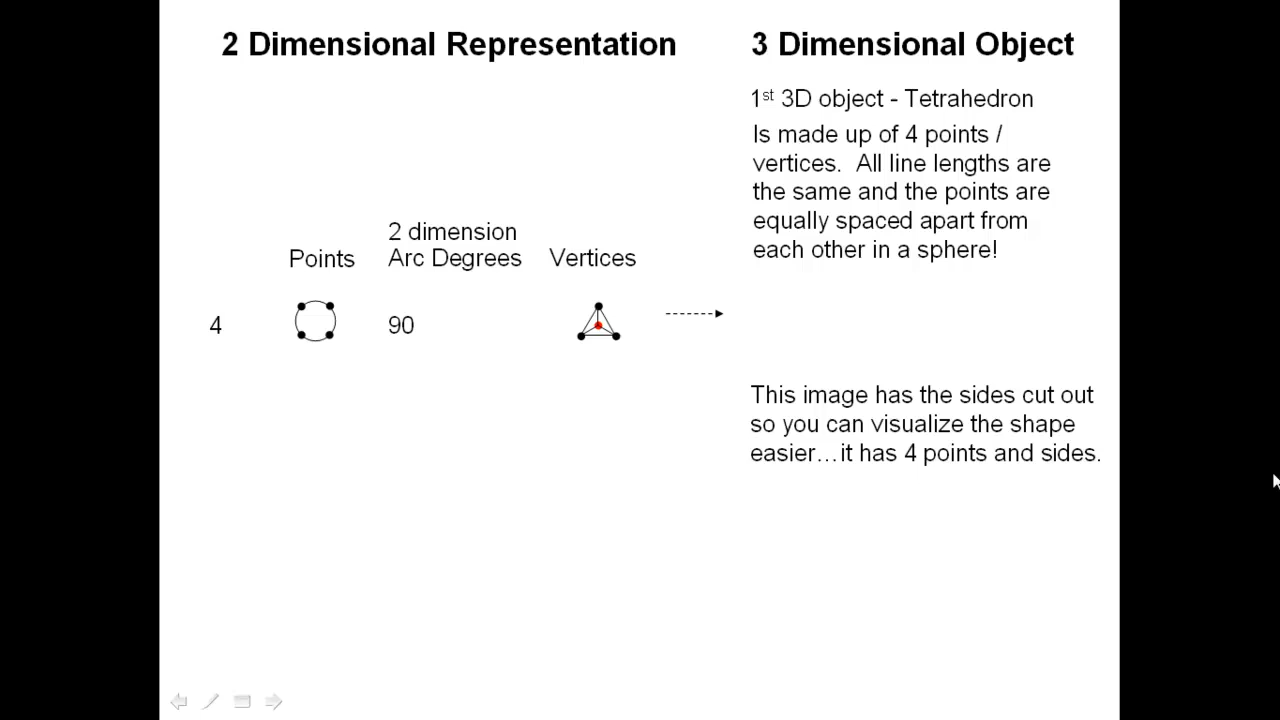 2 Dimensional Representation
3 Dimensional Object
1st 3D object - Tetrahedron
Is made up of 4 points /
vertices.  All line lengths are
the same and the points are
equally spaced apart from
each other in a sphere!
2 dimension
Points Arc Degrees Vertices
4 90
This image has the sides cut out
so you can visualize the shape
easier…it has 4 points and sides.